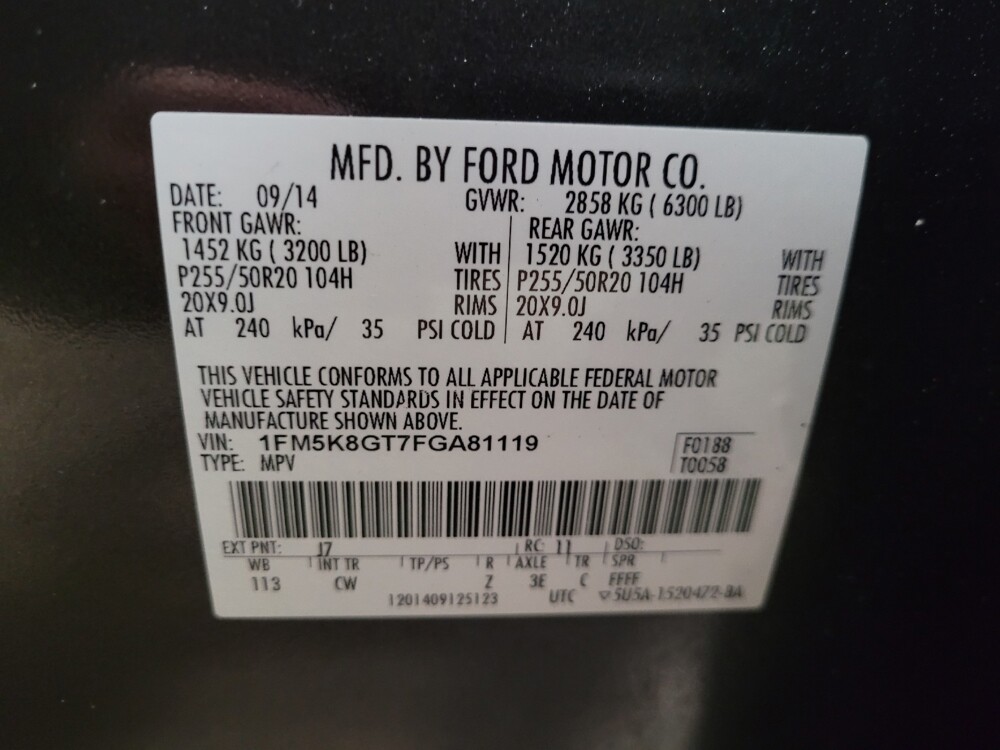 MFD. BY FORD MOTOR CO.
DATE: 09/14 GVWR: 2858 KG ( 6300 LB)
FRONT GAWR: REAR GAWR:
1452 KG ( 3200 LB) WITH 1520 KG ( 3350 LB) WITH
P255/50R20 104H TIRES P255/50R20 104H TIRES
20X9.0J RIMS 20X9.0J RIMS
AT 240 kPa/ 35 PSI COLD AT 240 kPa/ 35 PSI COLD
THIS VEHICLE CONFORMS TO ALL APPLICABLE FEDERAL MOTOR
VEHICLE SAFETY STANDARDS IN EFFECT ON THE DATE OF
MANUFACTURE SHOWN ABOVE.
VIN: 1FM5K8GT7FGA81119 F0188
TYPE: MPV T0058
EXT PNT: J7 RC: 11 DSO:
WB INT TR TP/PS R AXLE TR SPR
113 CW Z 3E C FFFF
1201409125123 UTC